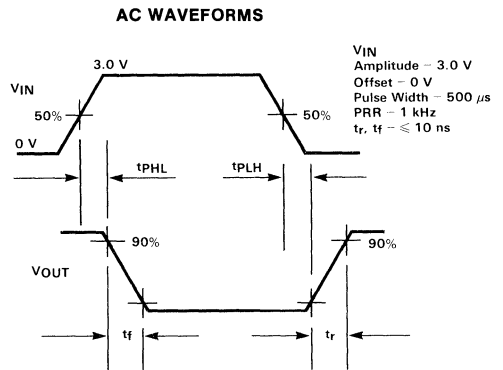 AC WAVEFORMS
VIN
Amplitude – 3.0 V
Offset – 0 V
Pulse Width – 500 μs
PRR – 1 kHz
tr, tf – ⩽ 10 ns
3.0 V
VIN
50%
50%
0 V
tPHL
tPLH
90%
90%
VOUT
tf
tr